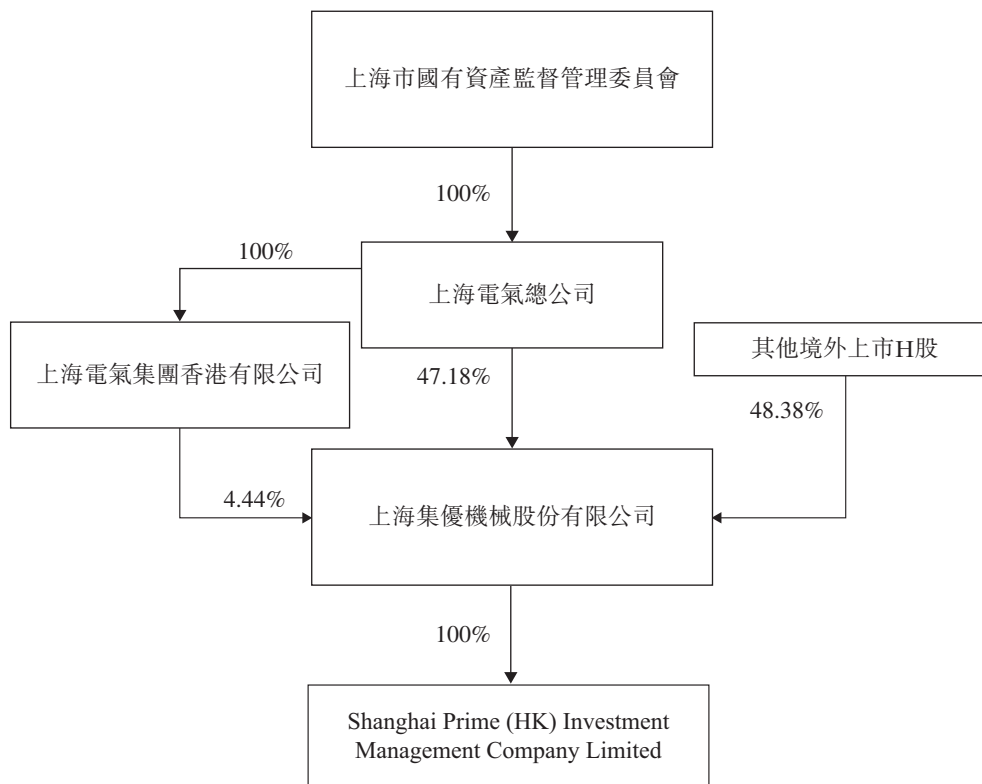 上海市國有資產監督管理委員會
100%
100%
上海電氣總公司
其他境外上市H股
上海電氣集團香港有限公司
47.18%
48.38%
4.44%
上海集優機械股份有限公司
100%
Shanghai Prime (HK) Investment
Management Company Limited